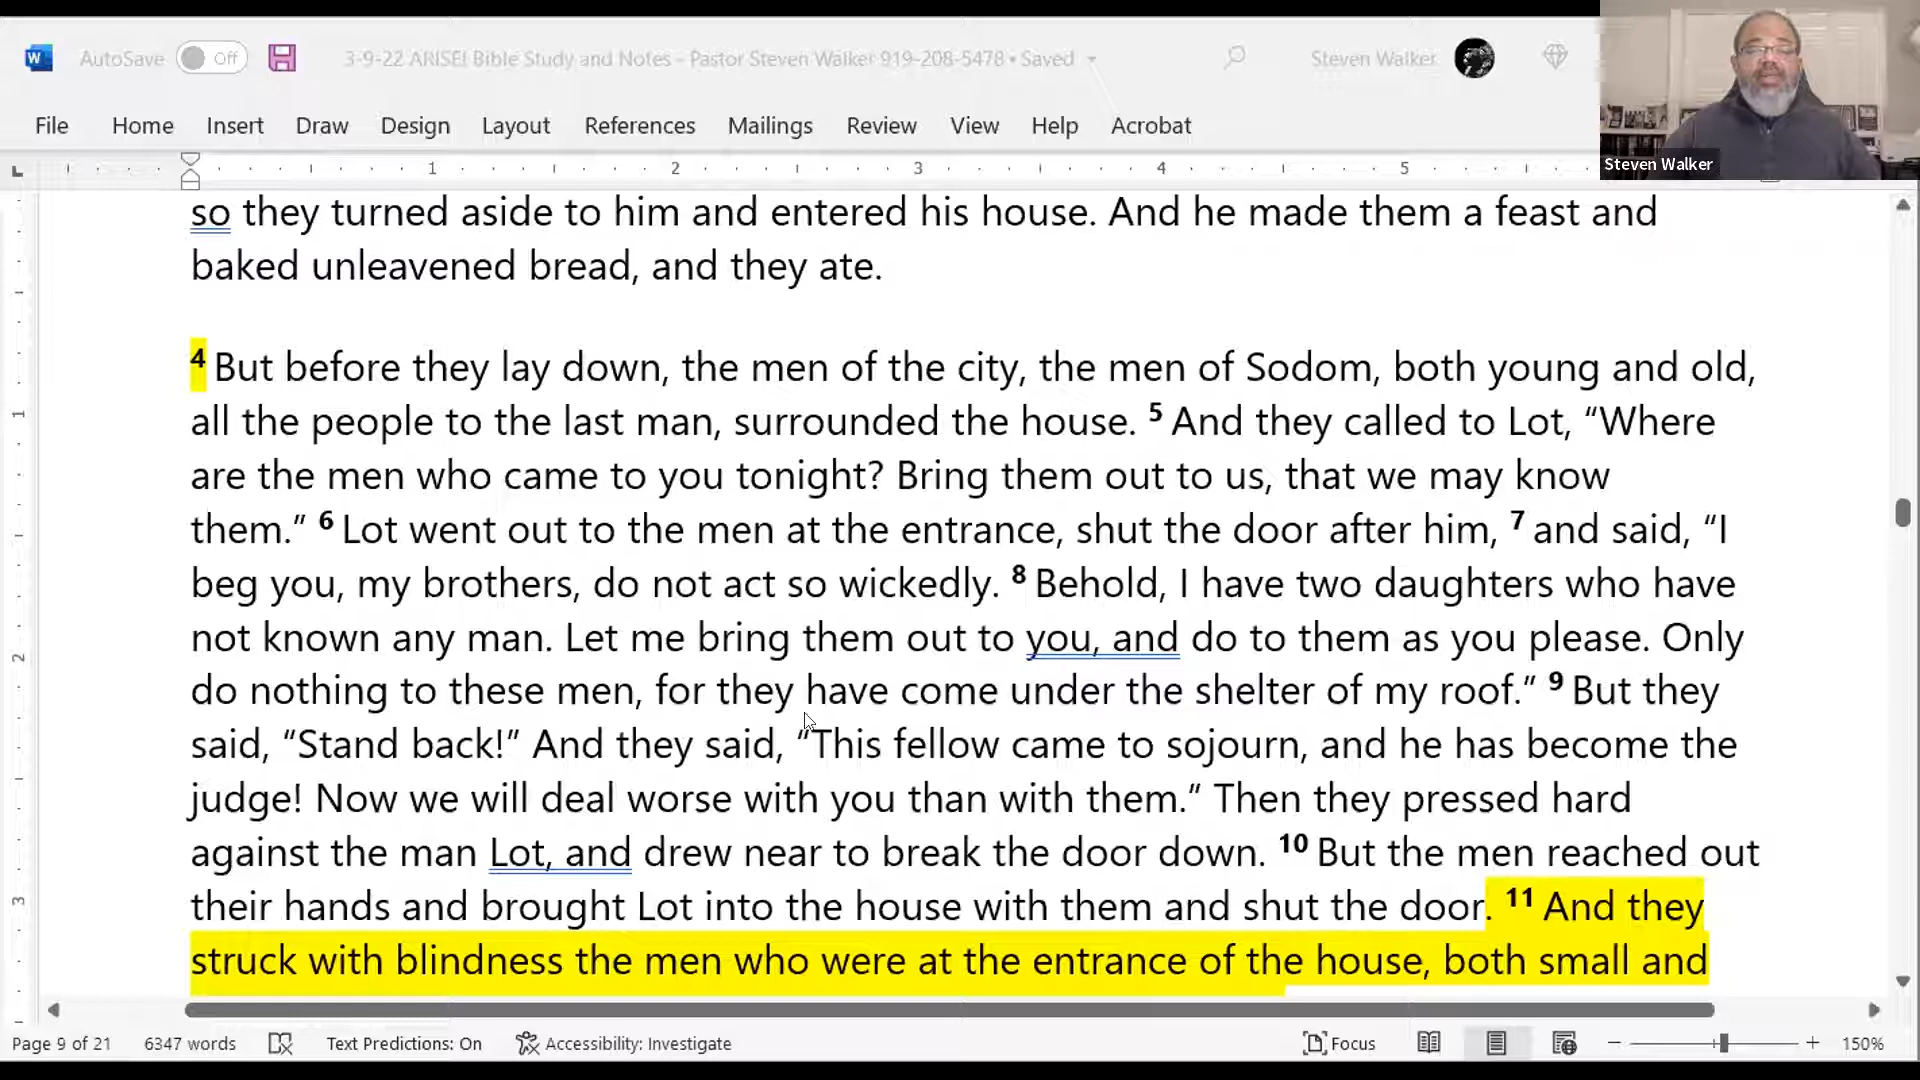 AutoSave Off 3-9-22 ARISE! Bible Study and Notes - Pastor Steven Walker 919-208-5478 • Saved Steven Walker
File Home Insert Draw Design Layout References Mailings Review View Help Acrobat
Steven Walker
1 2 3 4 5
so they turned aside to him and entered his house. And he made them a feast and
baked unleavened bread, and they ate.
4 But before they lay down, the men of the city, the men of Sodom, both young and old,
all the people to the last man, surrounded the house. 5 And they called to Lot, “Where
are the men who came to you tonight? Bring them out to us, that we may know
them.” 6 Lot went out to the men at the entrance, shut the door after him, 7 and said, “I
beg you, my brothers, do not act so wickedly. 8 Behold, I have two daughters who have
not known any man. Let me bring them out to you, and do to them as you please. Only
do nothing to these men, for they have come under the shelter of my roof.” 9 But they
said, “Stand back!” And they said, “This fellow came to sojourn, and he has become the
judge! Now we will deal worse with you than with them.” Then they pressed hard
against the man Lot, and drew near to break the door down. 10 But the men reached out
their hands and brought Lot into the house with them and shut the door. 11 And they
struck with blindness the men who were at the entrance of the house, both small and
1
2
3
Page 9 of 21 6347 words Text Predictions: On Accessibility: Investigate Focus 150%